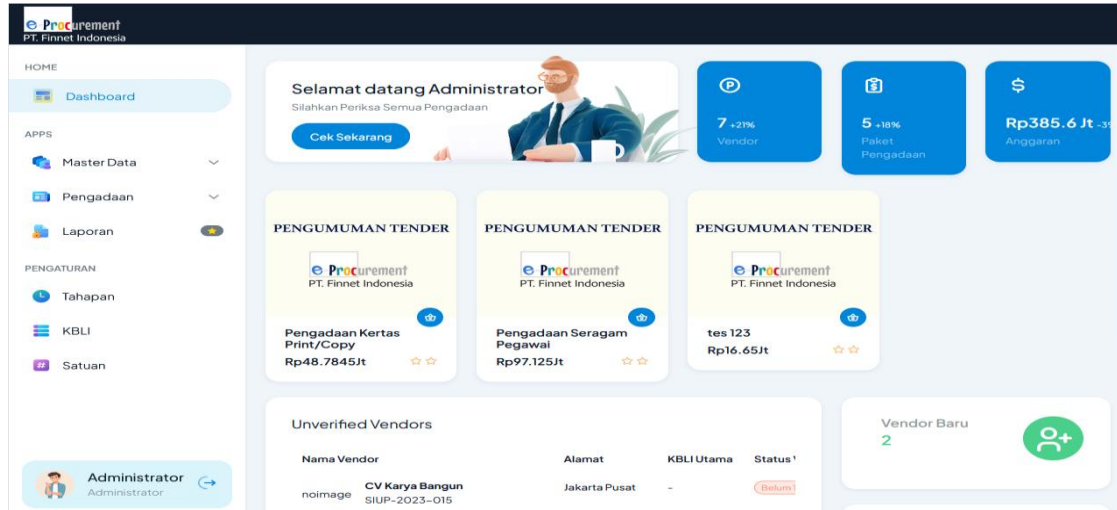 e Procurement
PT. Finnet Indonesia
HOME
Dashboard
APPS
Master Data
Pengadaan
Laporan
PENGATURAN
Tahapan
KBLI
# Satuan
Administrator
Administrator
Selamat datang Administrator
Silahkan Periksa Semua Pengadaan
Cek Sekarang
7 +21%
Vendor
5 +18%
Paket
Pengadaan
$
Rp385.6 Jt
Anggaran
PENGUMUMAN TENDER
e Procurement
PT. Finnet Indonesia
Pengadaan Kertas
Print/Copy
Rp48.7845Jt
PENGUMUMAN TENDER
e Procurement
PT. Finnet Indonesia
Pengadaan Seragam
Pegawai
Rp97.125Jt
PENGUMUMAN TENDER
e Procurement
PT. Finnet Indonesia
tes 123
Rp16.65Jt
Unverified Vendors
Nama Vendor Alamat KBLI Utama Status
noimage CV Karya Bangun Jakarta Pusat - Belum
SIUP-2023-015
Vendor Baru
2